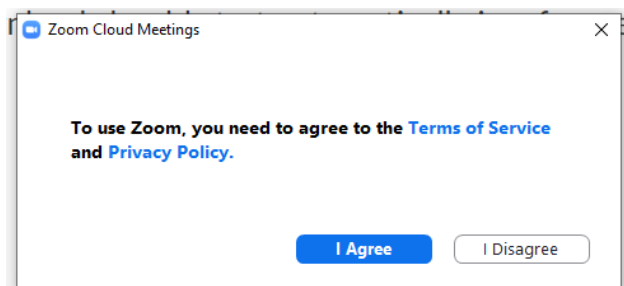 Zoom Cloud Meetings
To use Zoom, you need to agree to the Terms of Service
and Privacy Policy.
I Agree
I Disagree